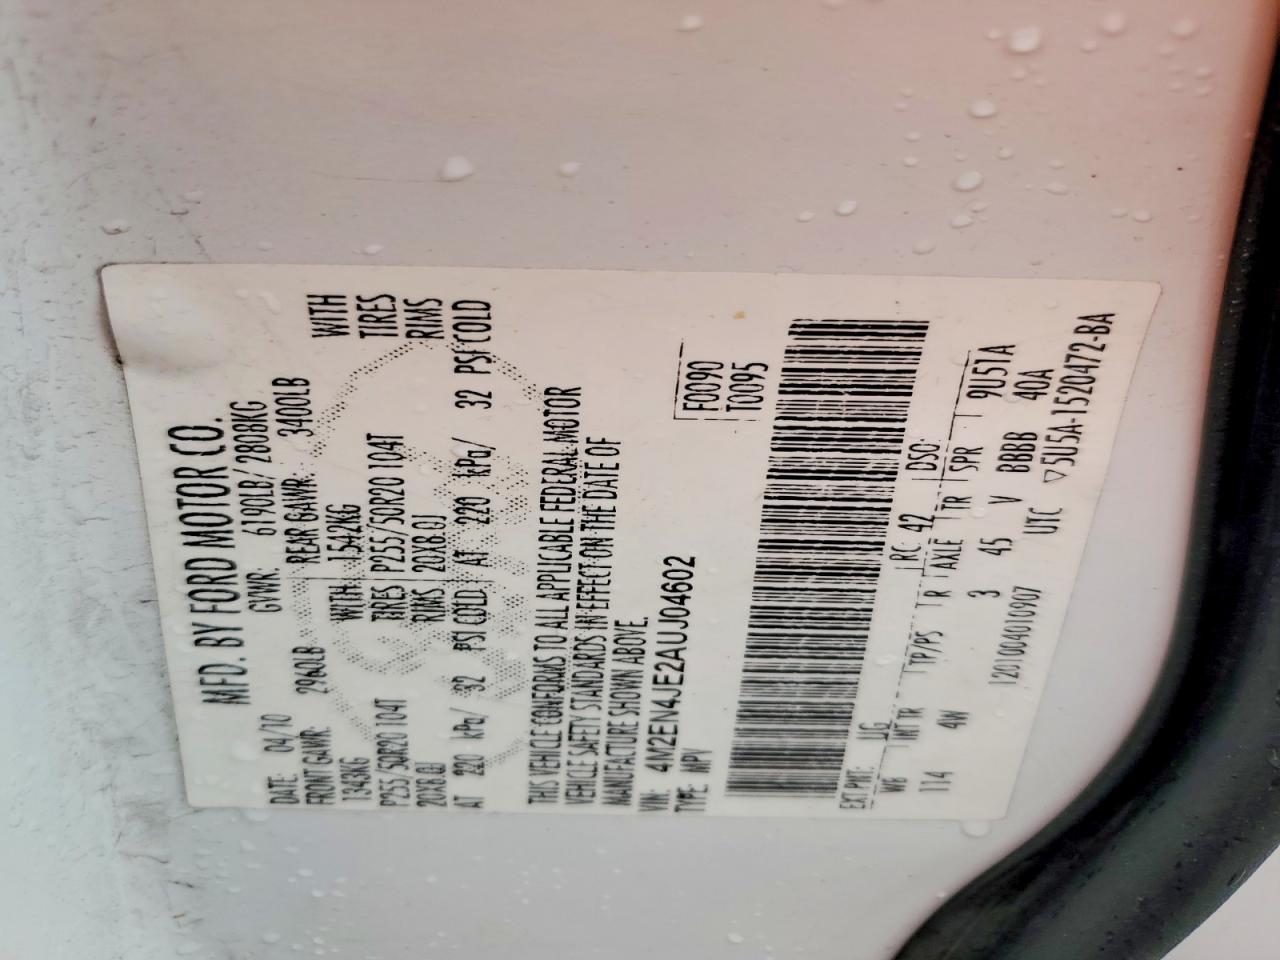 MFD. BY FORD MOTOR CO.
DATE: 04/10 GVWR: 6190LB/ 2808KG
FRONT GAWR: 2960LB REAR GAWR: 3400LB
1343KG WITH 1542KG WITH
P255/50R20 104T TIRES P255/50R20 104T TIRES
20X8.0J RIMS 20X8.0J RIMS
AT 220 kPa/ 32 PSI COLD AT 220 kPa/ 32 PSI COLD
THIS VEHICLE CONFORMS TO ALL APPLICABLE FEDERAL MOTOR
VEHICLE SAFETY STANDARDS IN EFFECT ON THE DATE OF
MANUFACTURE SHOWN ABOVE.
VIN: 4M2EN4JE2AUJ04602 F0090
TYPE: MPV T0095
EXT PNT: UG RC: 42 DSO:
WB INT TR TP/PS R AXLE TR SPR 9U51A
114 4W 3 45 V BBB 40A
1201004010907 UTC ▽5U5A-1520472-BA